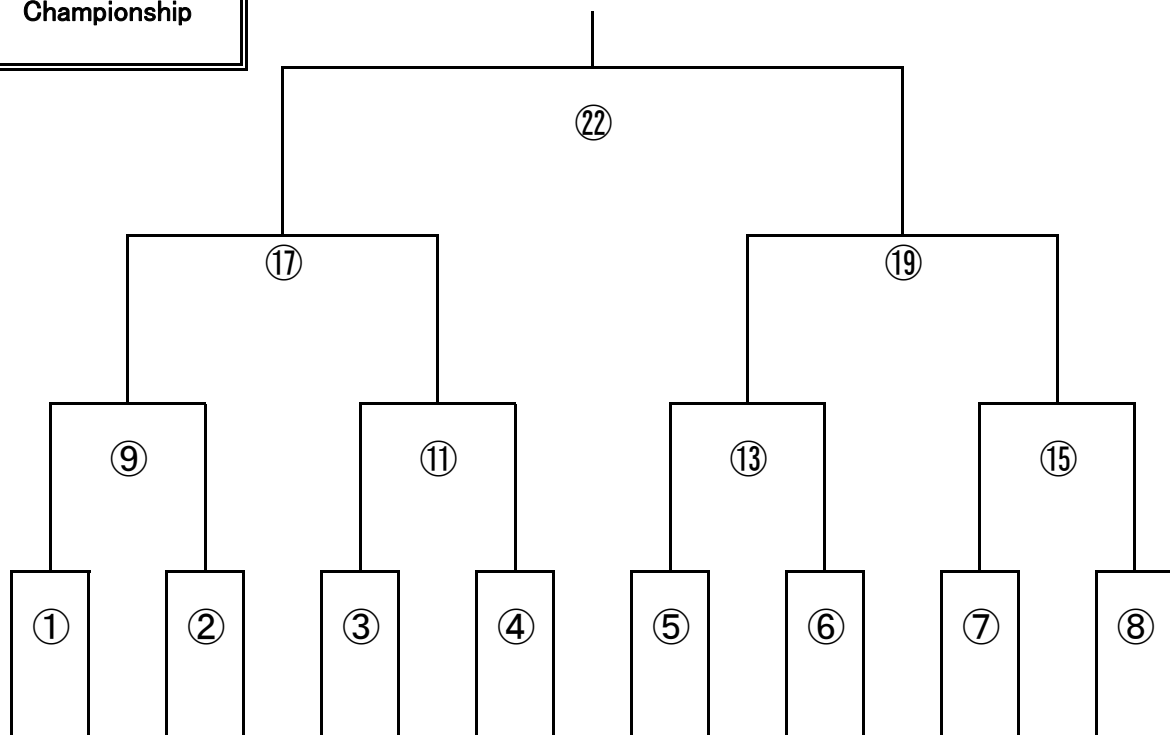 Championship
㉒
⑰ ⑲
⑨ ⑪ ⑬ ⑮
① ② ③ ④ ⑤ ⑥ ⑦ ⑧